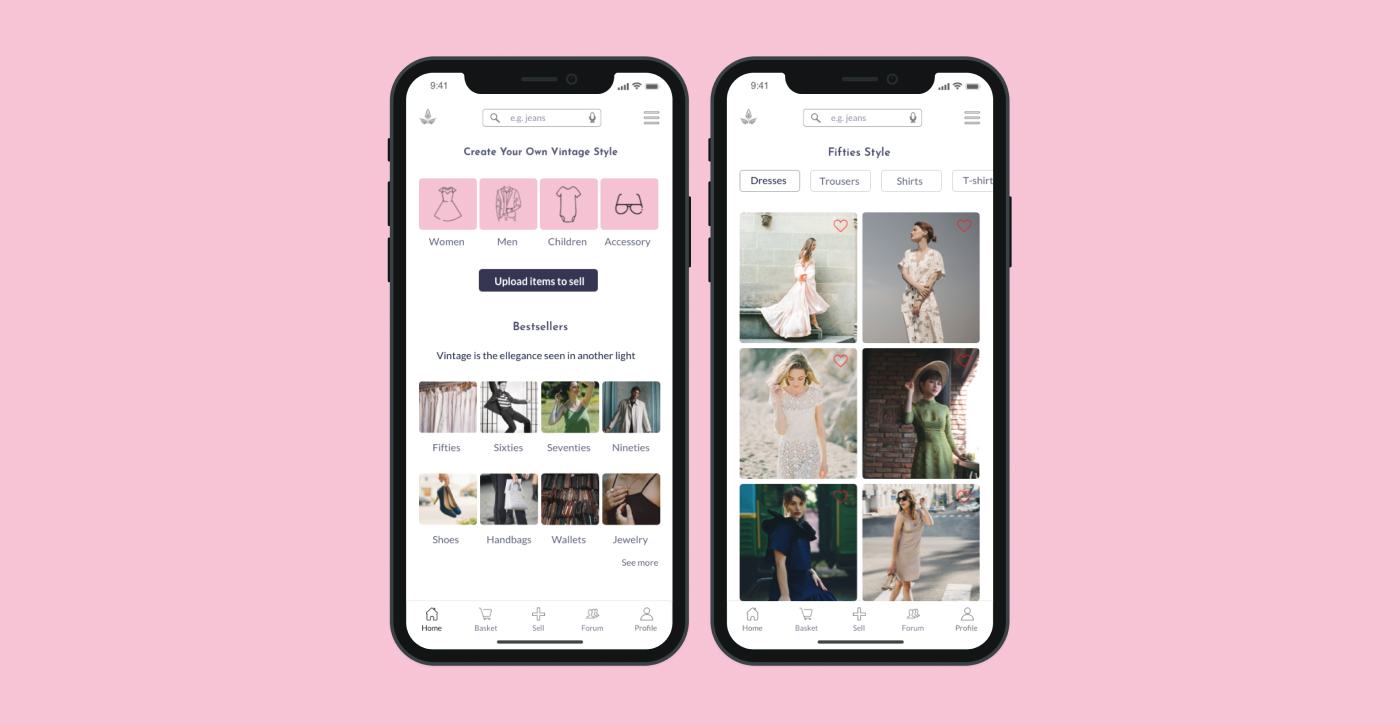 9:41
e.g. jeans
Create Your Own Vintage Style
Women Men Children Accessory
Upload items to sell
Bestsellers
Vintage is the ellegance seen in another light
Fifties Sixties Seventies Nineties
Shoes Handbags Wallets Jewelry
See more
Home Basket Sell Forum Profile
9:41
e.g. jeans
Fifties Style
Dresses Trousers Shirts T-shirt
Home Basket Sell Forum Profile